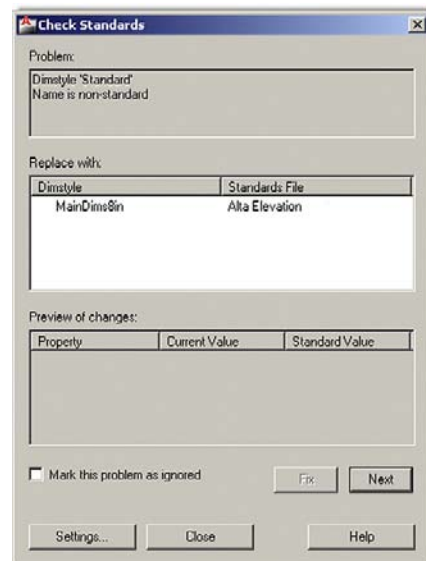 Check Standards
Problem:
Dimstyle 'Standard'
Name is non-standard
Replace with:
Dimstyle Standards File
MainDims8in Alta Elevation
Preview of changes:
Property Current Value Standard Value
Mark this problem as ignored
Fix Next
Settings... Close Help